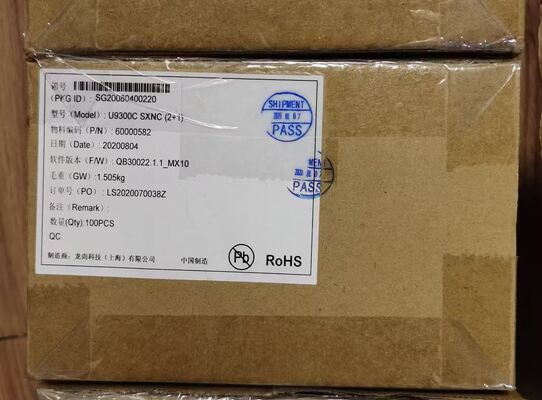 箱号
(PKG ID): SG20060400220
型号(Model): U9300C SXNC (2+I)
物料编码(P/N): 60000582
日期(Date): 20200804
软件版本(F/W): QB30022.1.1_MX10
毛重(GW): 1.505kg
订单号(PO): LS2020070038Z
备注(Remark):
数量(Qty): 100PCS
QC
制造商: 龙尚科技(上海)有限公司
中国制造
Pb
RoHS
SHIPMENT
PASS
MEN
PASS